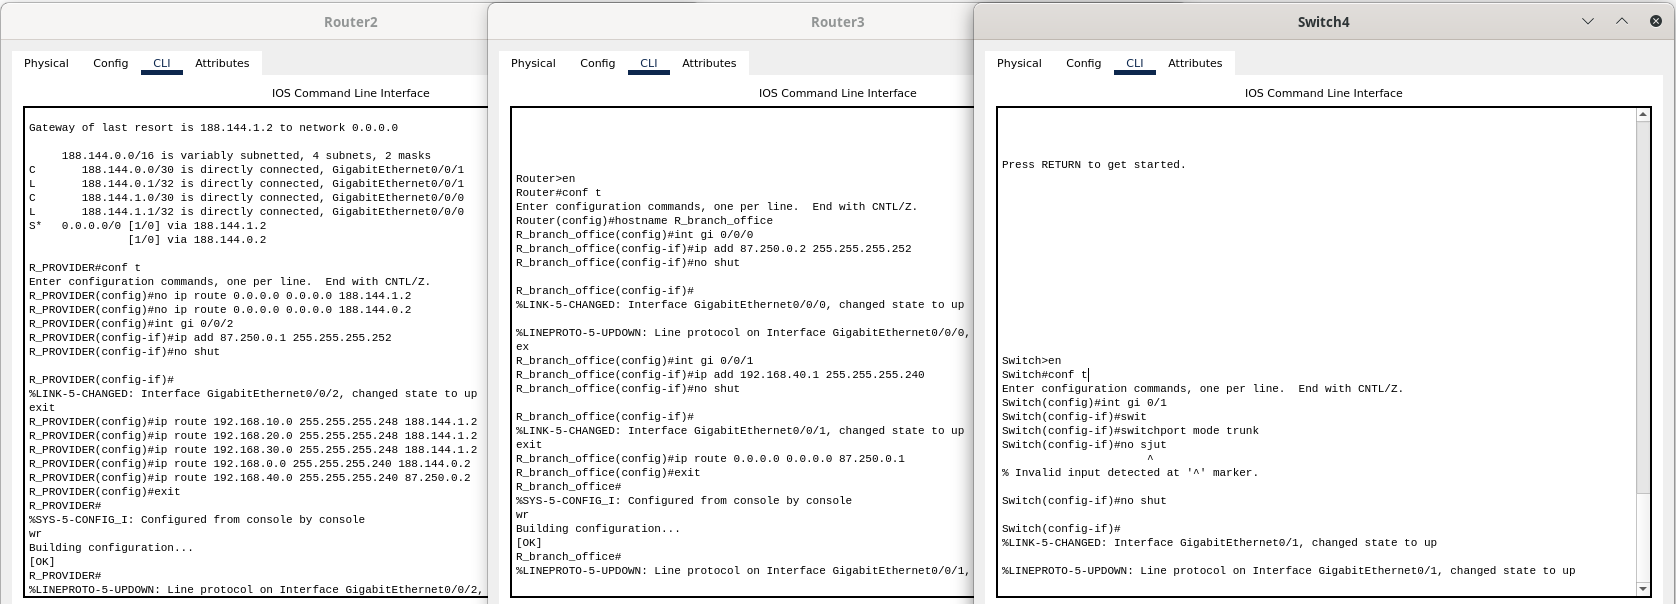 Router2
Physical Config CLI Attributes
IOS Command Line Interface
Gateway of last resort is 188.144.1.2 to network 0.0.0.0
188.144.0.0/16 is variably subnetted, 4 subnets, 2 masks
C 188.144.0.0/30 is directly connected, GigabitEthernet0/0/1
L 188.144.0.1/32 is directly connected, GigabitEthernet0/0/1
C 188.144.1.0/30 is directly connected, GigabitEthernet0/0/0
L 188.144.1.1/32 is directly connected, GigabitEthernet0/0/0
S* 0.0.0.0/0 [1/0] via 188.144.1.2
[1/0] via 188.144.0.2
R_PROVIDER#conf t
Enter configuration commands, one per line. End with CNTL/Z.
R_PROVIDER(config)#no ip route 0.0.0.0 0.0.0.0 188.144.1.2
R_PROVIDER(config)#no ip route 0.0.0.0 0.0.0.0 188.144.0.2
R_PROVIDER(config)#int gi 0/0/2
R_PROVIDER(config-if)#ip add 87.250.0.1 255.255.255.252
R_PROVIDER(config-if)#no shut
R_PROVIDER(config-if)#
%LINK-5-CHANGED: Interface GigabitEthernet0/0/2, changed state to up
exit
R_PROVIDER(config)#ip route 192.168.10.0 255.255.255.248 188.144.1.2
R_PROVIDER(config)#ip route 192.168.20.0 255.255.255.248 188.144.1.2
R_PROVIDER(config)#ip route 192.168.30.0 255.255.255.248 188.144.1.2
R_PROVIDER(config)#ip route 192.168.0.0 255.255.255.240 188.144.0.2
R_PROVIDER(config)#ip route 192.168.40.0 255.255.255.240 87.250.0.2
R_PROVIDER(config)#exit
R_PROVIDER#
%SYS-5-CONFIG_I: Configured from console by console
wr
Building configuration...
[OK]
R_PROVIDER#
%LINEPROTO-5-UPDOWN: Line protocol on Interface GigabitEthernet0/0/2,
Router3
Physical Config CLI Attributes
IOS Command Line Interface
Router>en
Router#conf t
Enter configuration commands, one per line. End with CNTL/Z.
Router(config)#hostname R_branch_office
R_branch_office(config)#int gi 0/0/0
R_branch_office(config-if)#ip add 87.250.0.2 255.255.255.252
R_branch_office(config-if)#no shut
R_branch_office(config-if)#
%LINK-5-CHANGED: Interface GigabitEthernet0/0/0, changed state to up
%LINEPROTO-5-UPDOWN: Line protocol on Interface GigabitEthernet0/0/0,
ex
R_branch_office(config)#int gi 0/0/1
R_branch_office(config-if)#ip add 192.168.40.1 255.255.255.240
R_branch_office(config-if)#no shut
R_branch_office(config-if)#
%LINK-5-CHANGED: Interface GigabitEthernet0/0/1, changed state to up
exit
R_branch_office(config)#ip route 0.0.0.0 0.0.0.0 87.250.0.1
R_branch_office(config)#exit
R_branch_office#
%SYS-5-CONFIG_I: Configured from console by console
wr
Building configuration...
[OK]
R_branch_office#
%LINEPROTO-5-UPDOWN: Line protocol on Interface GigabitEthernet0/0/1,
Switch4
Physical Config CLI Attributes
IOS Command Line Interface
Press RETURN to get started.
Switch>en
Switch#conf t
Enter configuration commands, one per line. End with CNTL/Z.
Switch(config)#int gi 0/1
Switch(config-if)#swit
Switch(config-if)#switchport mode trunk
Switch(config-if)#no sjut
^
% Invalid input detected at '^' marker.
Switch(config-if)#no shut
Switch(config-if)#
%LINK-5-CHANGED: Interface GigabitEthernet0/1, changed state to up
%LINEPROTO-5-UPDOWN: Line protocol on Interface GigabitEthernet0/1, changed state to up